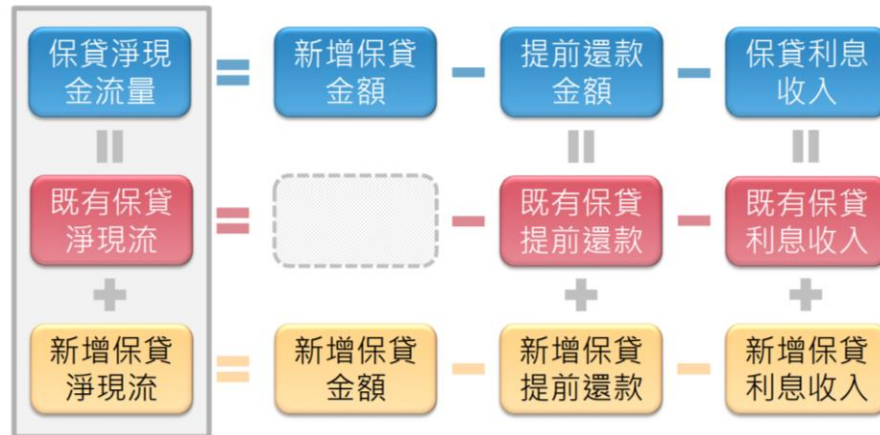 保貸淨現
金流量
=
新增保貸
金額
−
提前還款
金額
−
保貸利息
收入
=
=
=
既有保貸
淨現流
=
−
既有保貸
提前還款
−
既有保貸
利息收入
+
+
+
新增保貸
淨現流
=
新增保貸
金額
−
新增保貸
提前還款
−
新增保貸
利息收入